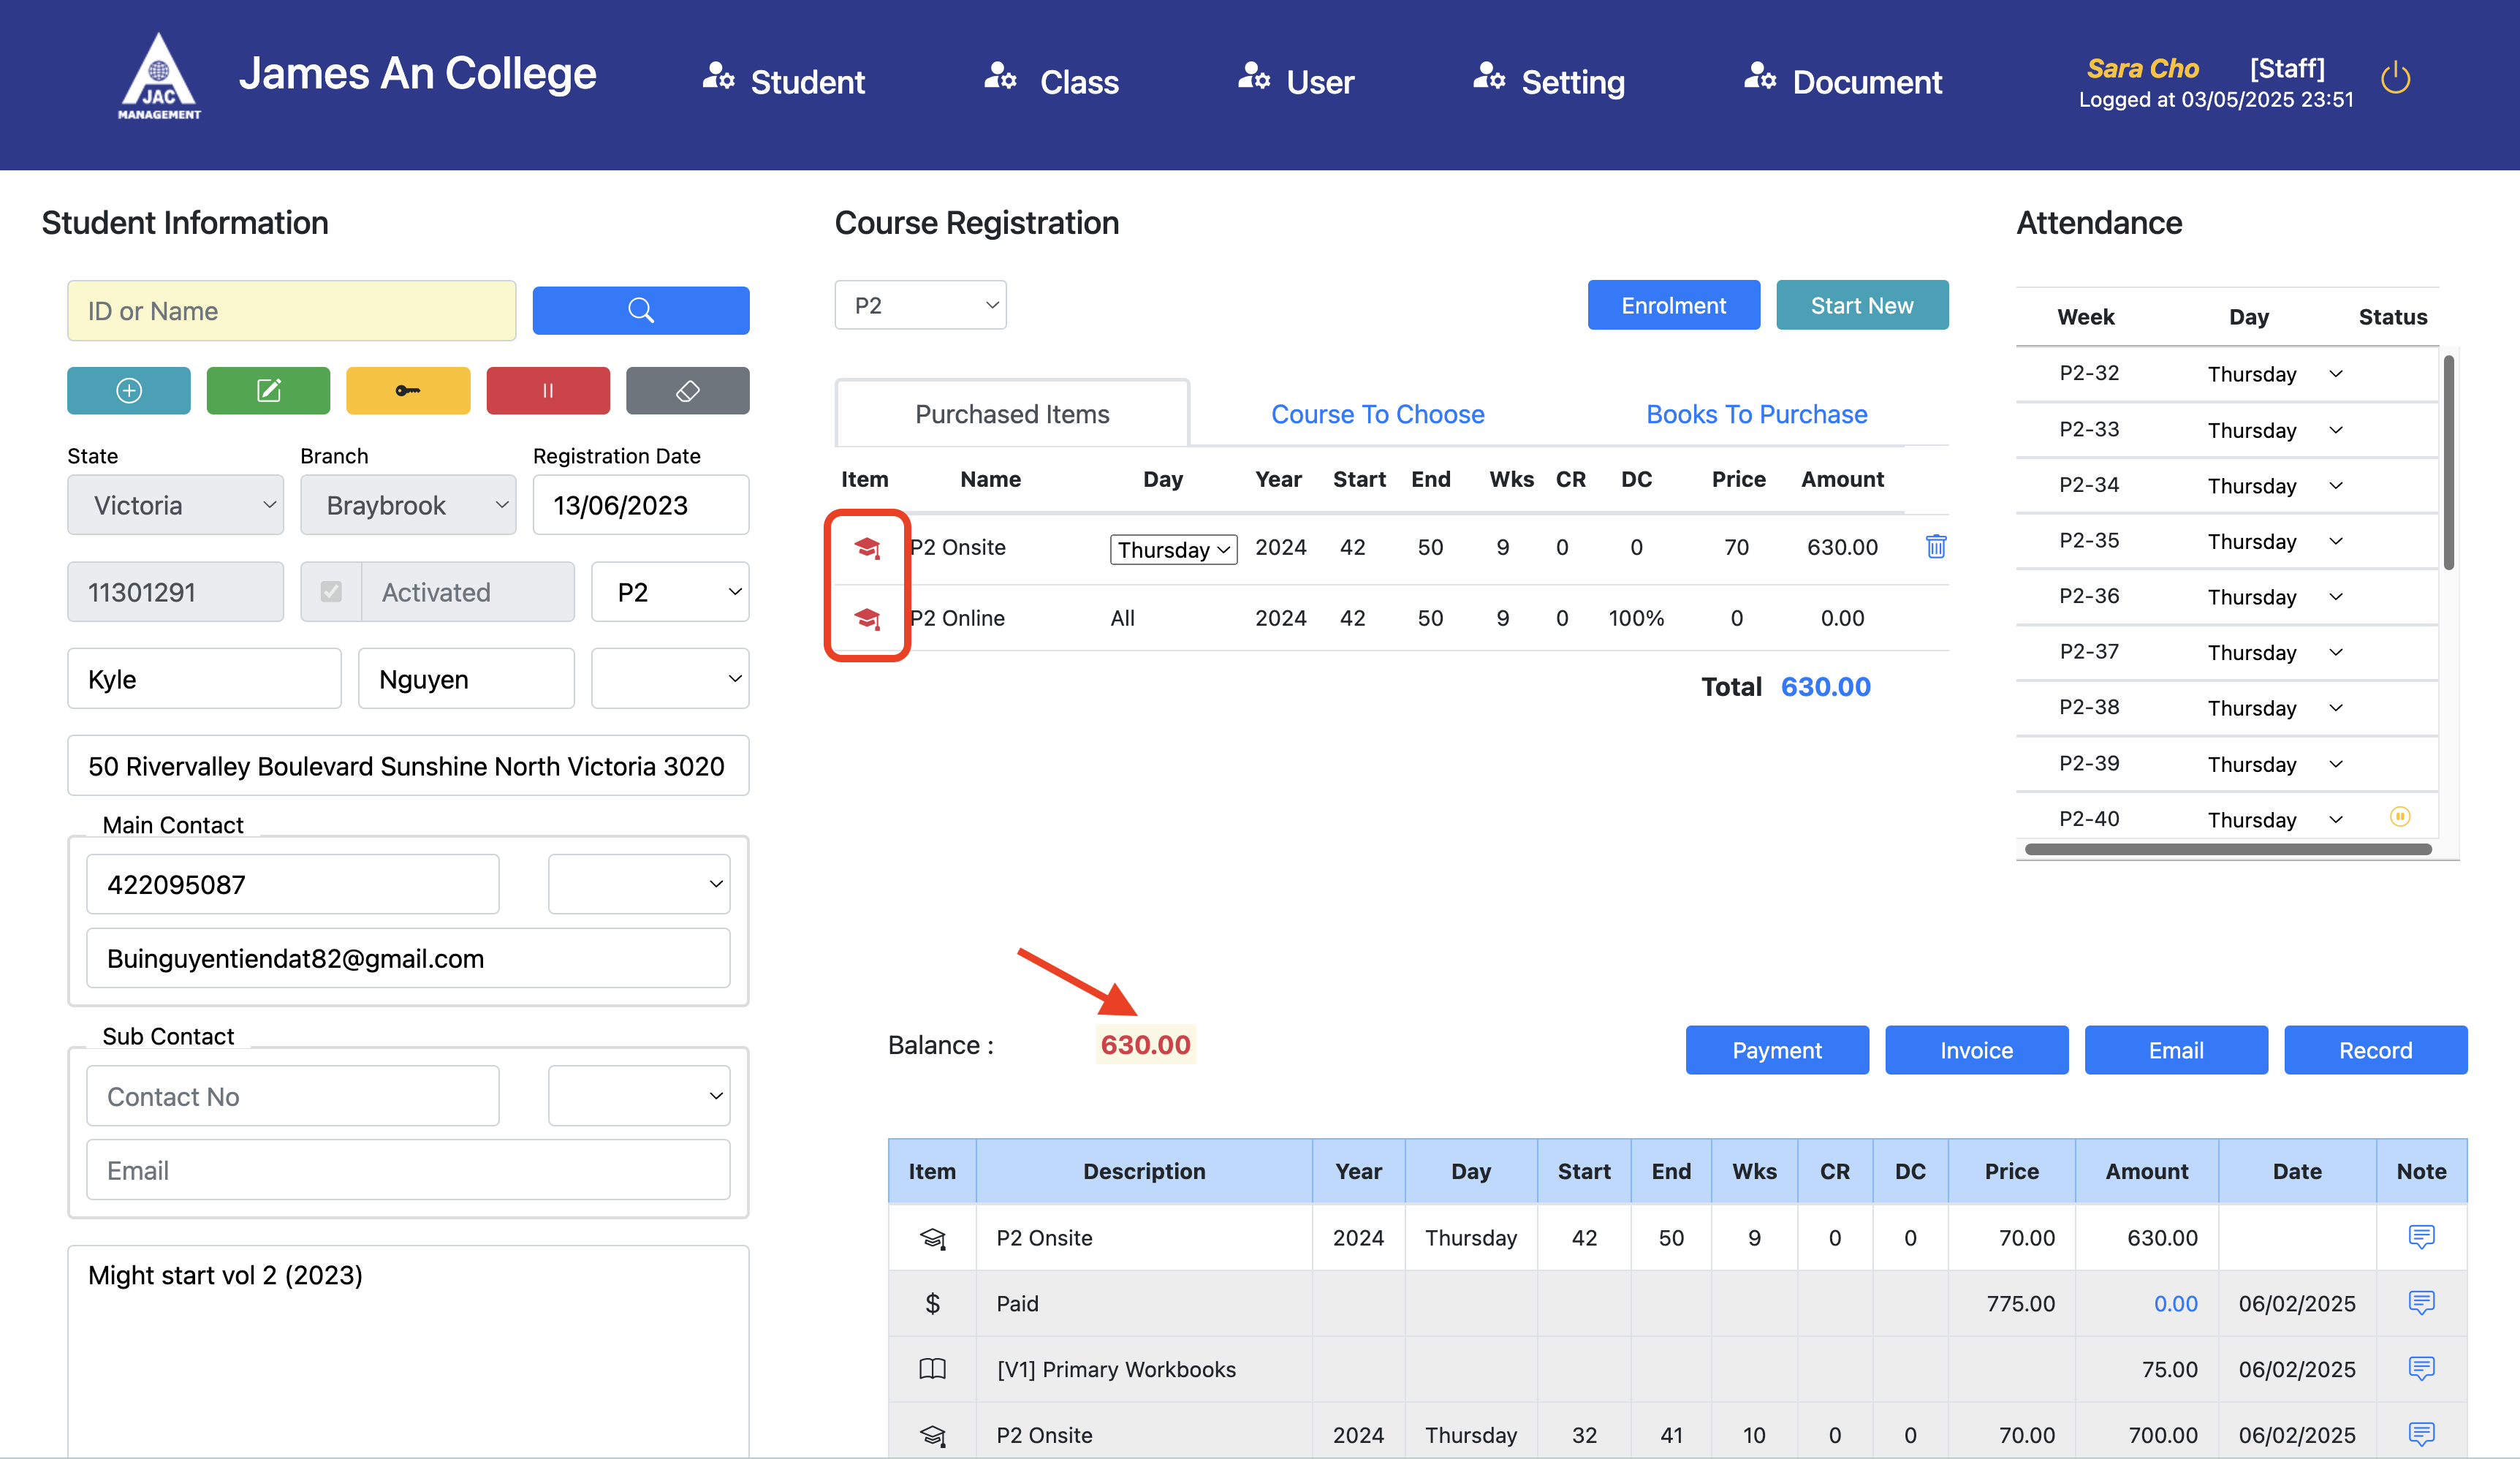 JAC
MANAGEMENT
James An College
Student
Class
User
Setting
Document
Sara Cho [Staff]
Logged at 03/05/2025 23:51
Student Information
ID or Name
State Branch Registration Date
Victoria Braybrook 13/06/2023
11301291 Activated P2
Kyle Nguyen
50 Rivervalley Boulevard Sunshine North Victoria 3020
Main Contact
422095087
Buinguyentiendat82@gmail.com
Sub Contact
Contact No
Email
Might start vol 2 (2023)
Course Registration
P2 Enrolment Start New
Purchased Items Course To Choose Books To Purchase
Item Name Day Year Start End Wks CR DC Price Amount
P2 Onsite Thursday 2024 42 50 9 0 0 70 630.00
P2 Online All 2024 42 50 9 0 100% 0 0.00
Total 630.00
Attendance
Week Day Status
P2-32 Thursday
P2-33 Thursday
P2-34 Thursday
P2-35 Thursday
P2-36 Thursday
P2-37 Thursday
P2-38 Thursday
P2-39 Thursday
P2-40 Thursday
Balance : 630.00 Payment Invoice Email Record
Item Description Year Day Start End Wks CR DC Price Amount Date Note
P2 Onsite 2024 Thursday 42 50 9 0 0 70.00 630.00
$ Paid 775.00 0.00 06/02/2025
[V1] Primary Workbooks 75.00 06/02/2025
P2 Onsite 2024 Thursday 32 41 10 0 0 70.00 700.00 06/02/2025